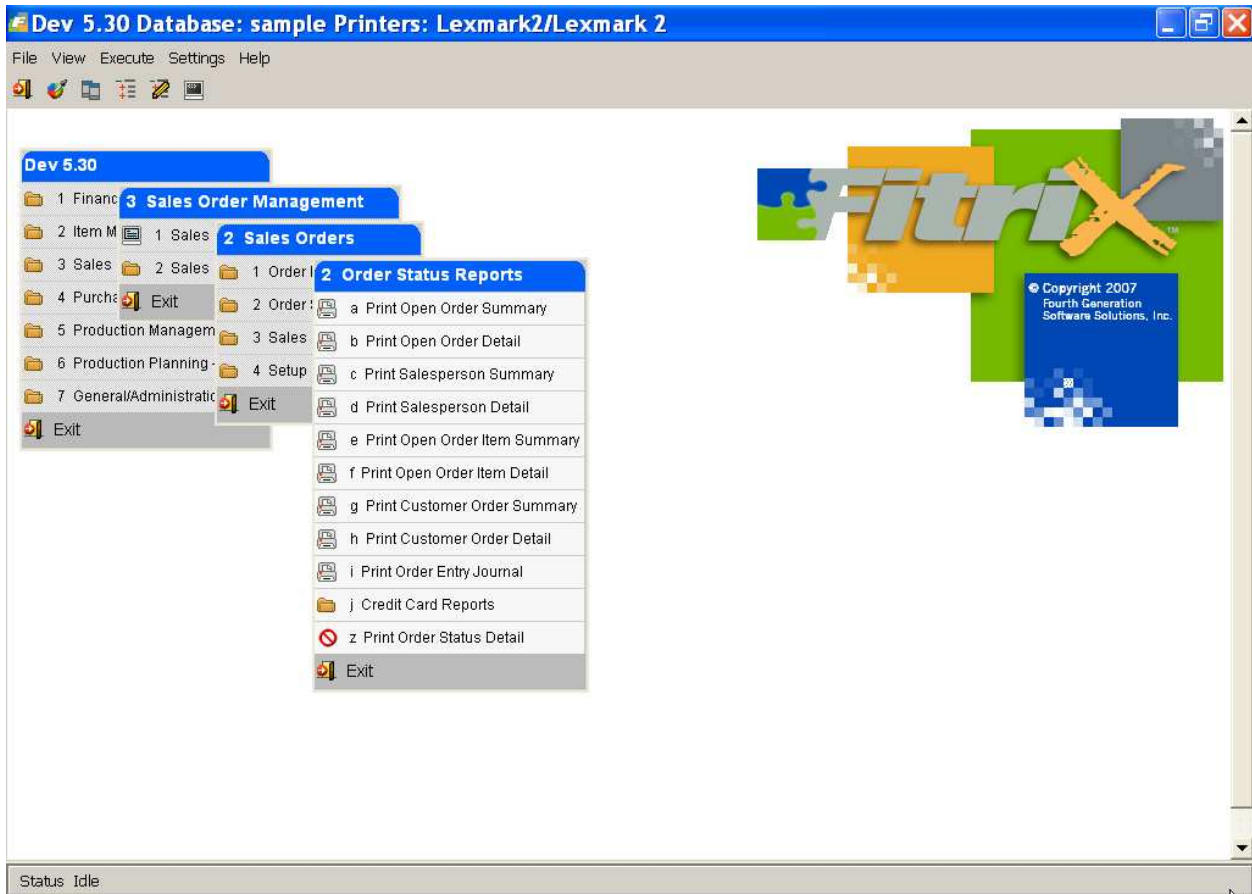 Dev 5.30 Database: sample Printers: Lexmark2/Lexmark 2
File View Execute Settings Help
Dev 5.30
1 Financ
2 Item M
3 Sales
4 Purcha
5 Production Managem
6 Production Planning -
7 General/Administratic
Exit
3 Sales Order Management
1 Sales
2 Sales
Exit
2 Sales Orders
1 Order I
2 Order S
3 Sales
4 Setup
Exit
2 Order Status Reports
a Print Open Order Summary
b Print Open Order Detail
c Print Salesperson Summary
d Print Salesperson Detail
e Print Open Order Item Summary
f Print Open Order Item Detail
g Print Customer Order Summary
h Print Customer Order Detail
i Print Order Entry Journal
j Credit Card Reports
z Print Order Status Detail
Exit
Fitrix
TM
© Copyright 2007
Fourth Generation
Software Solutions, Inc.
Status Idle